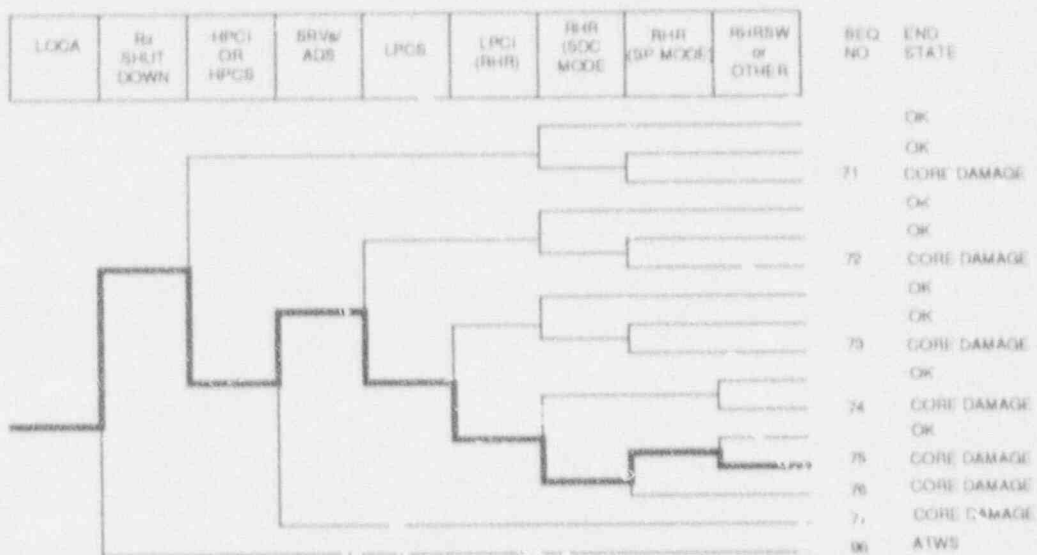 LOCA
Rx
SHUT
DOWN
HPCI
OR
HPCS
SRVs/
ADS
LPCS
LPCI
(RHR)
RHR
(SDC
MODE
RHR
(SP MODE)
RHRSW
or
OTHER
SEQ
NO
END
STATE
OK
OK
71 CORE DAMAGE
OK
OK
72 CORE DAMAGE
OK
OK
73 CORE DAMAGE
OK
74 CORE DAMAGE
OK
75 CORE DAMAGE
76 CORE DAMAGE
CORE DAMAGE
96 ATWS